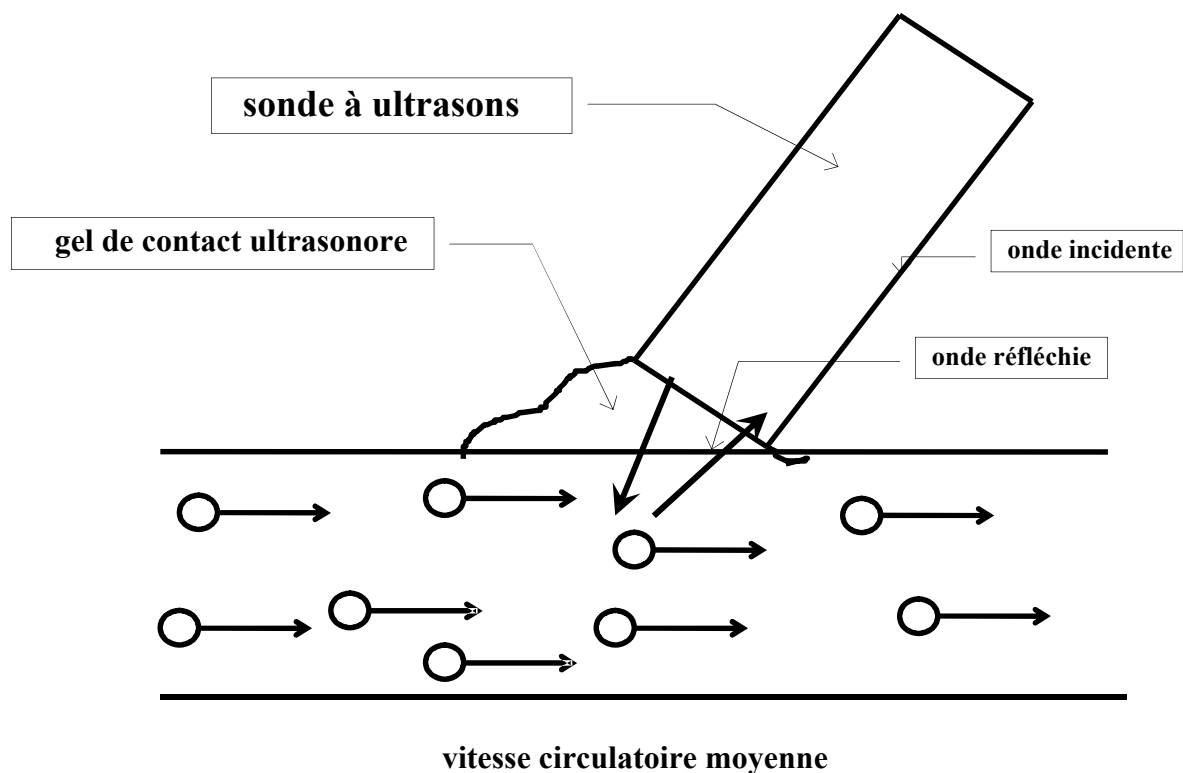 sonde à ultrasons
gel de contact ultrasonore
onde incidente
onde réfléchie
vitesse circulatoire moyenne